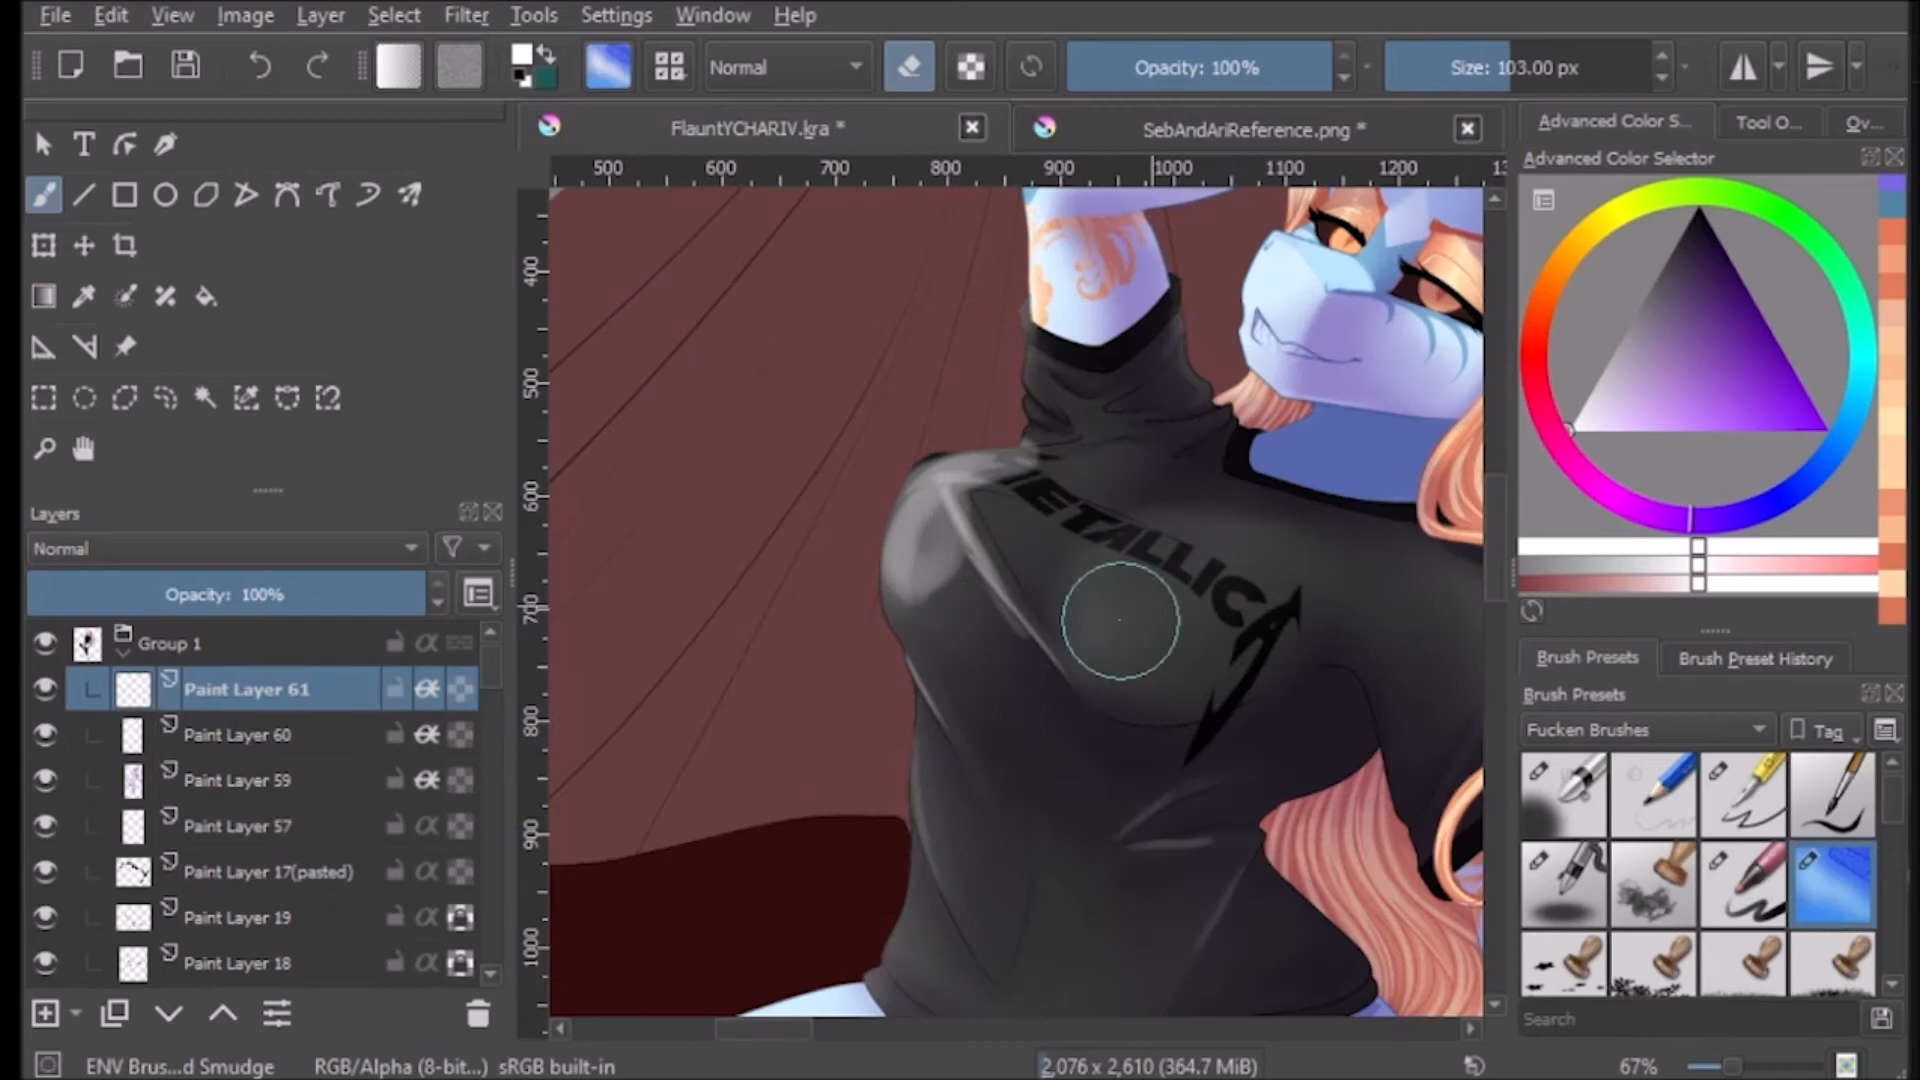 File Edit View Image Layer Select Filter Tools Settings Window Help
Normal Opacity: 100% Size: 103.00 px
FlauntYCHARIV.kra * SebAndAriReference.png *
Advanced Color S... Tool O... Ov...
Advanced Color Selector
500 600 700 800 900 1000 1100 1200 13
400
500
600
700
800
900
1000
METALLICA
Layers
Normal
Opacity: 100%
Group 1
Paint Layer 61
Paint Layer 60
Paint Layer 59
Paint Layer 57
Paint Layer 17(pasted)
Paint Layer 19
Paint Layer 18
Brush Presets Brush Preset History
Brush Presets
Fucken Brushes Tag
Search
ENV Brus...d Smudge RGB/Alpha (8-bit...) sRGB built-in 2,076 x 2,610 (364.7 MiB) 67%